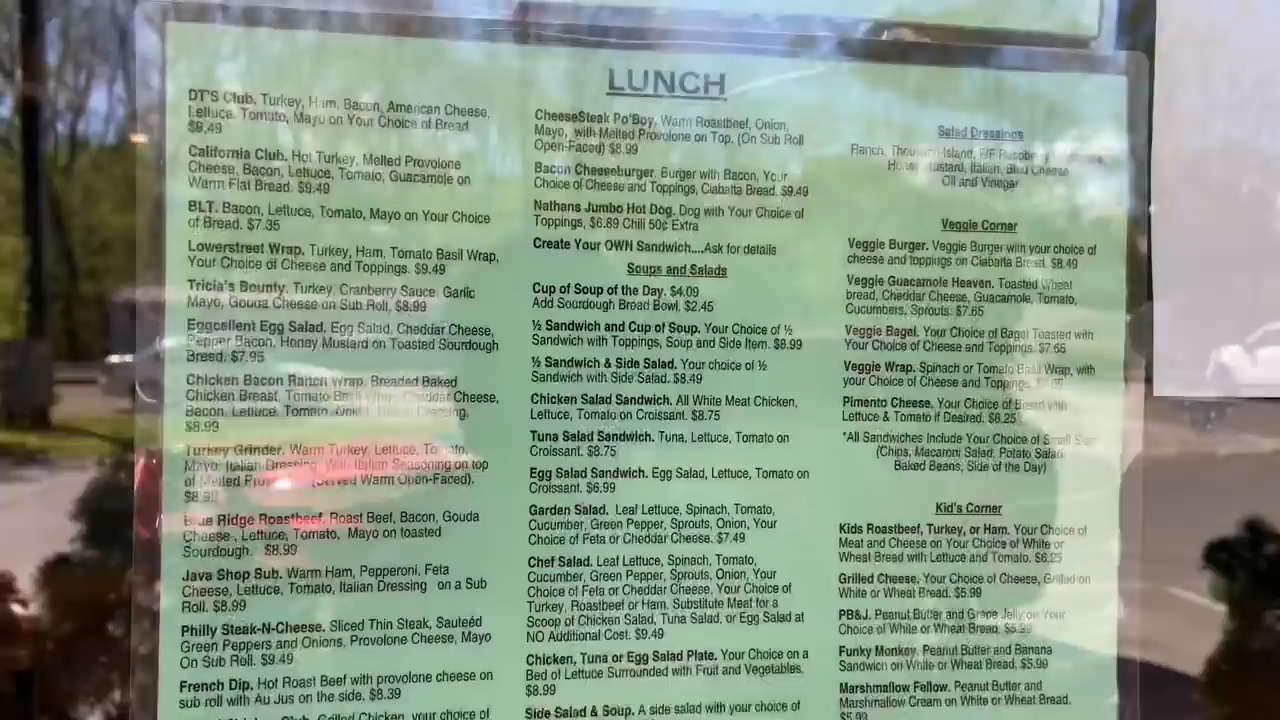 LUNCH
DT'S Club. Turkey, Ham, Bacon, American Cheese,
Lettuce, Tomato, Mayo on Your Choice of Bread
$9.49
California Club. Hot Turkey, Melted Provolone
Cheese, Bacon, Lettuce, Tomato, Guacamole on
Warm Flat Bread. $9.49
BLT. Bacon, Lettuce, Tomato, Mayo on Your Choice
of Bread. $7.35
Lowerstreet Wrap. Turkey, Ham, Tomato Basil Wrap,
Your Choice of Cheese and Toppings. $9.49
Tricia's Bounty. Turkey, Cranberry Sauce, Garlic
Mayo, Gouda Cheese on Sub Roll, $8.99
Eggcellent Egg Salad. Egg Salad, Cheddar Cheese,
Pepper Bacon, Honey Mustard on Toasted Sourdough
Bread. $7.95
Chicken Bacon Ranch Wrap. Breaded Baked
Chicken Breast, Tomato Basil Cheddar Cheese,
Bacon, Lettuce, Tomato, Dressing.
$8.99
Turkey Grinder. Warm Turkey, Lettuce, Tomato,
Mayo, Italian Dressing, Italian Seasoning on top
of Melted (Served Warm Open-Faced).
Blue Ridge Roastbeef. Roast Beef, Bacon, Gouda
Cheese , Lettuce, Tomato, Mayo on toasted
Sourdough. $8.99
Java Shop Sub. Warm Ham, Pepperoni, Feta
Cheese, Lettuce, Tomato, Italian Dressing on a Sub
Roll. $8.99
Philly Steak-N-Cheese. Sliced Thin Steak, Sauteéd
Green Peppers and Onions, Provolone Cheese, Mayo
On Sub Roll. $9.49
French Dip. Hot Roast Beef with provolone cheese on
sub roll with Au Jus on the side. $8.39
Club. Grilled Chicken, your choice of
CheeseSteak Po'Boy. Warm Roastbeef, Onion,
Mayo, with Melted Provolone on Top. (On Sub Roll
Open-Faced) $8.99
Bacon Cheeseburger. Burger with Bacon, Your
Choice of Cheese and Toppings, Ciabatta Bread. $9.49
Nathans Jumbo Hot Dog. Dog with Your Choice of
Toppings, $6.89 Chili 50¢ Extra
Create Your OWN Sandwich....Ask for details
Soups and Salads
Cup of Soup of the Day. $4.09
Add Sourdough Bread Bowl. $2.45
½ Sandwich and Cup of Soup. Your Choice of ½
Sandwich with Toppings, Soup and Side Item. $8.99
½ Sandwich & Side Salad. Your choice of ½
Sandwich with Side Salad. $8.49
Chicken Salad Sandwich. All White Meat Chicken,
Lettuce, Tomato on Croissant. $8.75
Tuna Salad Sandwich. Tuna, Lettuce, Tomato on
Croissant. $8.75
Egg Salad Sandwich. Egg Salad, Lettuce, Tomato on
Croissant. $6.99
Garden Salad. Leaf Lettuce, Spinach, Tomato,
Cucumber, Green Pepper, Sprouts, Onion, Your
Choice of Feta or Cheddar Cheese. $7.49
Chef Salad. Leaf Lettuce, Spinach, Tomato,
Cucumber, Green Pepper, Sprouts, Onion, Your
Choice of Feta or Cheddar Cheese, Your Choice of
Turkey, Roastbeef or Ham. Substitute Meat for a
Scoop of Chicken Salad, Tuna Salad, or Egg Salad at
NO Additional Cost. $9.49
Chicken, Tuna or Egg Salad Plate. Your Choice on a
Bed of Lettuce Surrounded with Fruit and Vegetables.
$8.99
Side Salad & Soup. A side salad with your choice of
Salad Dressings
Ranch, Thousand Island, F/F Raspberry
Honey Mustard, Italian, Bleu Cheese
Oil and Vinegar
Veggie Corner
Veggie Burger. Veggie Burger with your choice of
cheese and toppings on Ciabatta Bread. $8.49
Veggie Guacamole Heaven. Toasted Wheat
bread, Cheddar Cheese, Guacamole, Tomato,
Cucumbers, Sprouts. $7.65
Veggie Bagel. Your Choice of Bagel Toasted with
Your Choice of Cheese and Toppings. $7.65
Veggie Wrap. Spinach or Tomato Basil Wrap, with
your Choice of Cheese and Toppings.
Pimento Cheese. Your Choice of Bread with
Lettuce & Tomato if Desired. $6.25
*All Sandwiches Include Your Choice of Small Side
(Chips, Macaroni Salad, Potato Salad,
Baked Beans, Side of the Day)
Kid's Corner
Kids Roastbeef, Turkey, or Ham. Your Choice of
Meat and Cheese on Your Choice of White or
Wheat Bread with Lettuce and Tomato. $6.25
Grilled Cheese. Your Choice of Cheese, Grilled on
White or Wheat Bread. $5.99
PB&J. Peanut Butter and Grape Jelly on Your
Choice of White or Wheat Bread. $5.99
Funky Monkey. Peanut Butter and Banana
Sandwich on White or Wheat Bread, $5.99
Marshmallow Fellow. Peanut Butter and
Marshmallow Cream on White or Wheat Bread.
$5.99